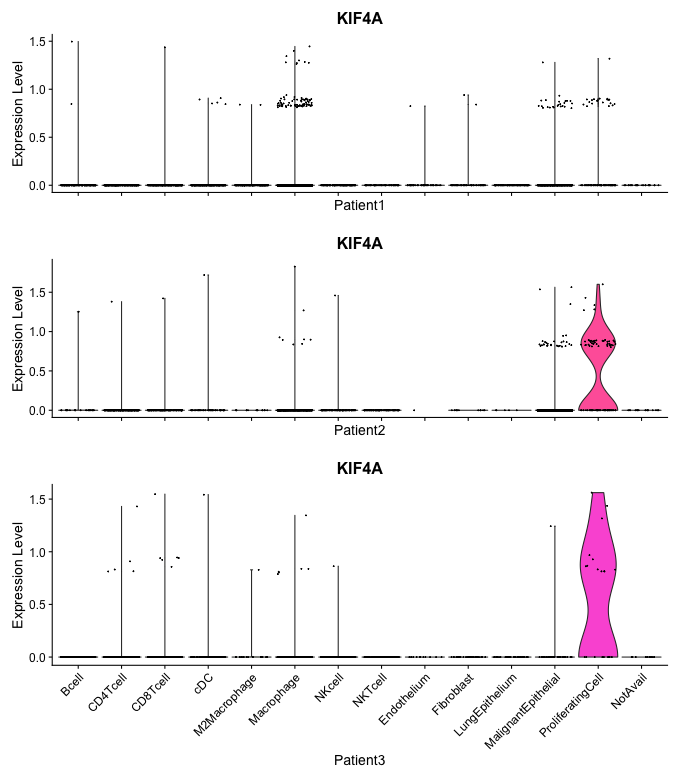 KIF4A
Expression Level
1.5
1.0
0.5
0.0
Patient1
KIF4A
Expression Level
1.5
1.0
0.5
0.0
Patient2
KIF4A
Expression Level
1.5
1.0
0.5
0.0
Bcell
CD4Tcell
CD8Tcell
cDC
M2Macrophage
Macrophage
NKcell
NKTcell
Endothelium
Fibroblast
LungEpithelium
MalignantEpithelial
ProliferatingCell
NotAvail
Patient3